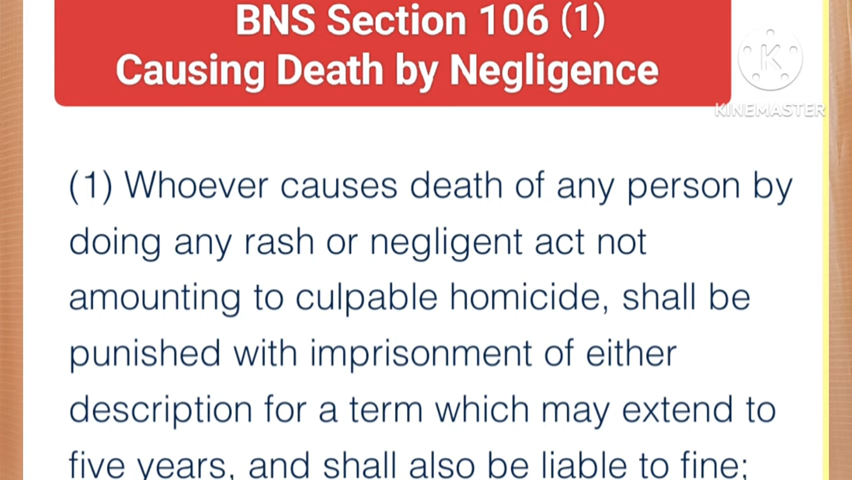 BNS Section 106 (1)
Causing Death by Negligence
K
KINEMASTER
(1) Whoever causes death of any person by
doing any rash or negligent act not
amounting to culpable homicide, shall be
punished with imprisonment of either
description for a term which may extend to
five years, and shall also be liable to fine;